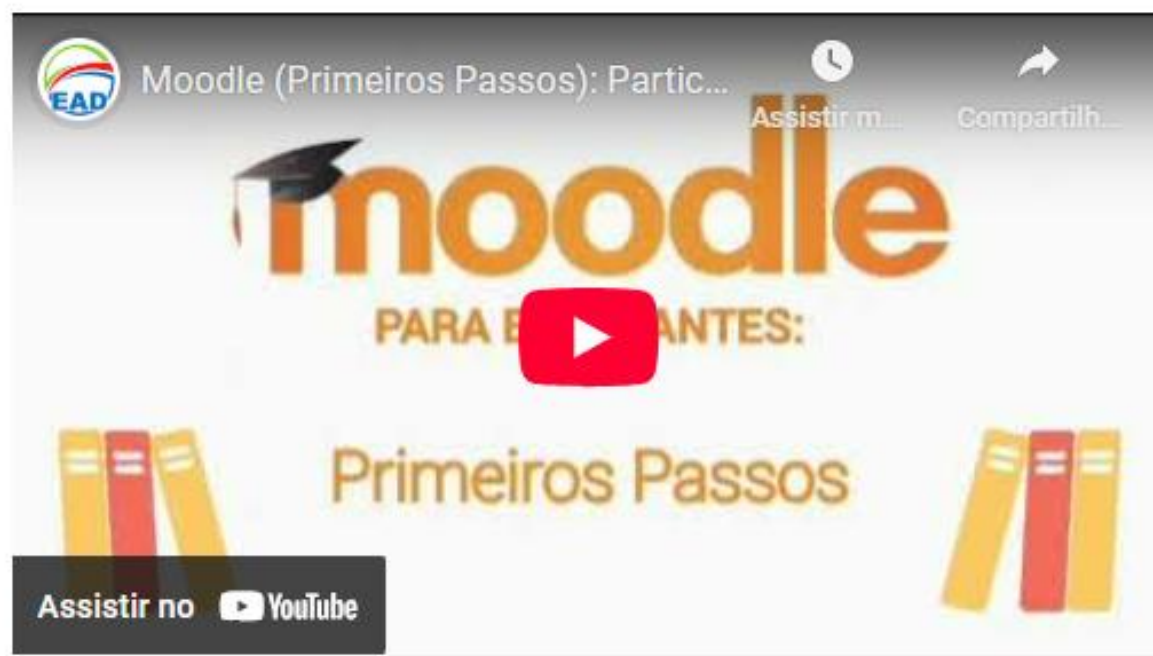 EAD
Moodle (Primeiros Passos): Partic...
Assistir m...
Compartilh...
moodle
PARA E ANTES:
Primeiros Passos
Assistir no YouTube